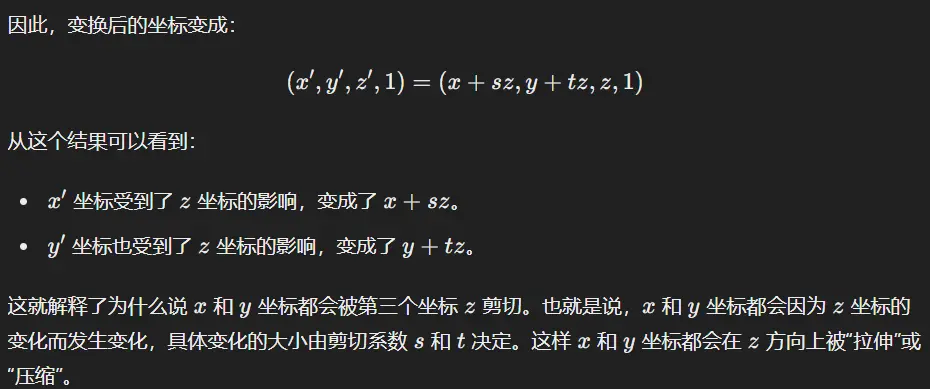 因此，变换后的坐标变成：
(x′, y′, z′, 1) = (x + sz, y + tz, z, 1)
从这个结果可以看到：
• x′ 坐标受到了 z 坐标的影响，变成了 x + sz。
• y′ 坐标也受到了 z 坐标的影响，变成了 y + tz。
这就解释了为什么说 x 和 y 坐标都会被第三个坐标 z 剪切。也就是说，x 和 y 坐标都会因为 z 坐标的
变化而发生变化，具体变化的大小由剪切系数 s 和 t 决定。这样 x 和 y 坐标都会在 z 方向上被“拉伸”或
“压缩”。